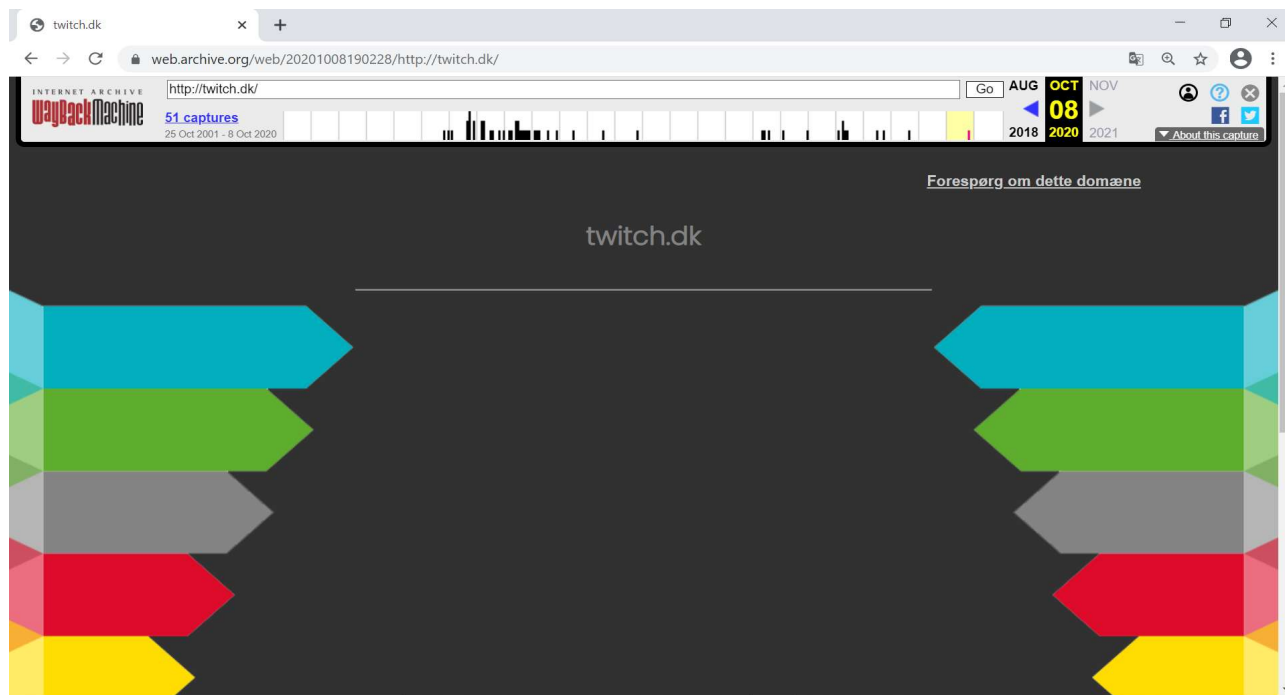 twitch.dk
web.archive.org/web/20201008190228/http://twitch.dk/
INTERNET ARCHIVE
WayBackMachine
http://twitch.dk/
Go
51 captures
25 Oct 2001 - 8 Oct 2020
AUG OCT NOV
08
2018 2020 2021
About this capture
Forespørg om dette domæne
twitch.dk